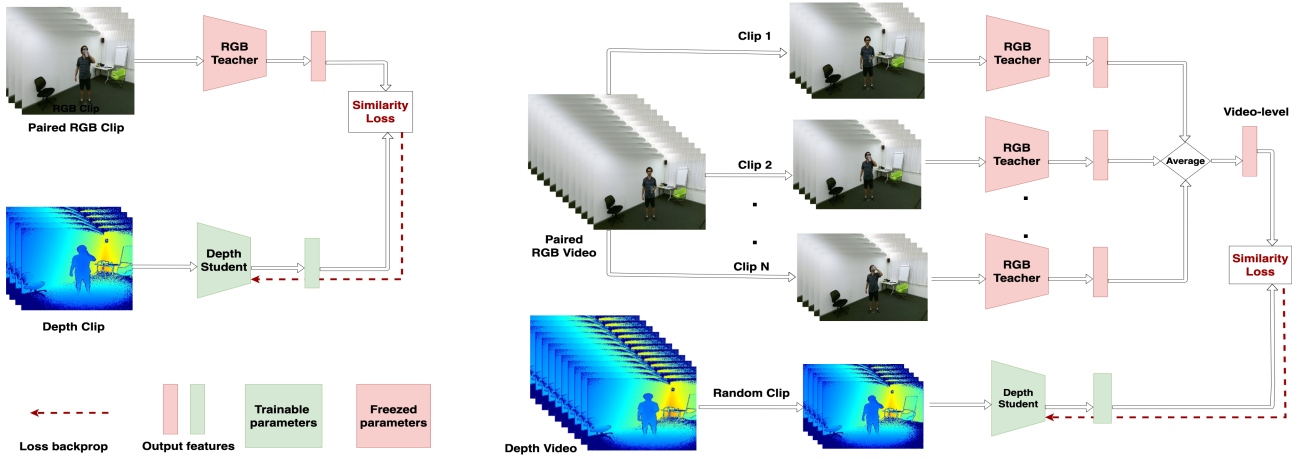 RGB
Teacher
RGB Clip
Paired RGB Clip
Similarity
Loss
Depth
Student
Depth Clip
Loss backprop
Output features
Trainable
parameters
Freezed
parameters
Clip 1
RGB
Teacher
Clip 2
RGB
Teacher
Average
Video-level
Paired
RGB Video
Clip N
RGB
Teacher
Similarity
Loss
Random Clip
Depth
Student
Depth Video